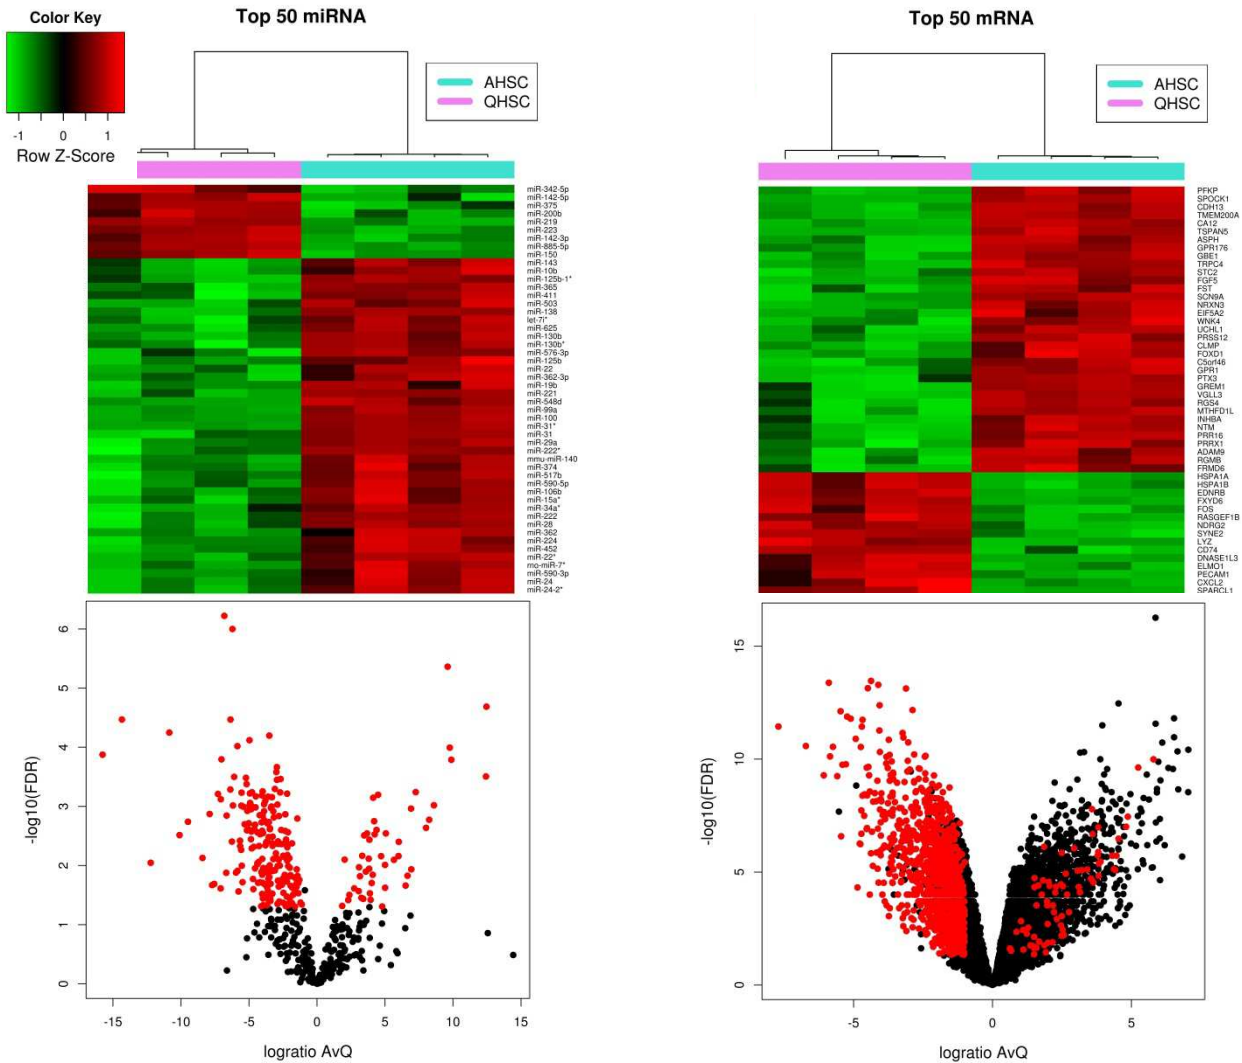 Color Key
-1 0 1
Row Z-Score
Top 50 miRNA
AHSC
QHSC
miR-342-5p
miR-142-5p
miR-375
miR-200b
miR-219
miR-223
miR-142-3p
miR-885-5p
miR-150
miR-143
miR-10b
miR-125b-1*
miR-365
miR-411
miR-503
miR-138
let-7i*
miR-625
miR-130b
miR-130b*
miR-576-3p
miR-125b
miR-22
miR-362-3p
miR-19b
miR-221
miR-548d
miR-99a
miR-100
miR-31*
miR-31
miR-29a
miR-222*
mmu-miR-140
miR-374
miR-517b
miR-590-5p
miR-106b
miR-15a*
miR-34a*
miR-222
miR-28
miR-362
miR-224
miR-452
miR-22*
rno-miR-7*
miR-590-3p
miR-24
miR-24-2*
Top 50 mRNA
AHSC
QHSC
PFKP
SPOCK1
CDH13
TMEM200A
CA12
TSPAN5
ASPH
GPR176
GBE1
TRPC4
STC2
FGF5
FST
SCN9A
NRXN3
EIF5A2
WNK4
UCHL1
PRSS12
CLMP
FOXD1
C5orf46
GPR1
PTX3
GREM1
VGLL3
RGS4
MTHFD1L
INHBA
NTM
PRR16
PRRX1
ADAM9
RGMB
FRMD6
HSPA1A
HSPA1B
EDNRB
FXYD6
FOS
RASGEF1B
NDRG2
SYNE2
LYZ
CD74
DNASE1L3
ELMO1
PECAM1
CXCL2
SPARCL1
-log10(FDR)
6
5
4
3
2
1
0
-15 -10 -5 0 5 10 15
logratio AvQ
-log10(FDR)
15
10
5
0
-5 0 5
logratio AvQ